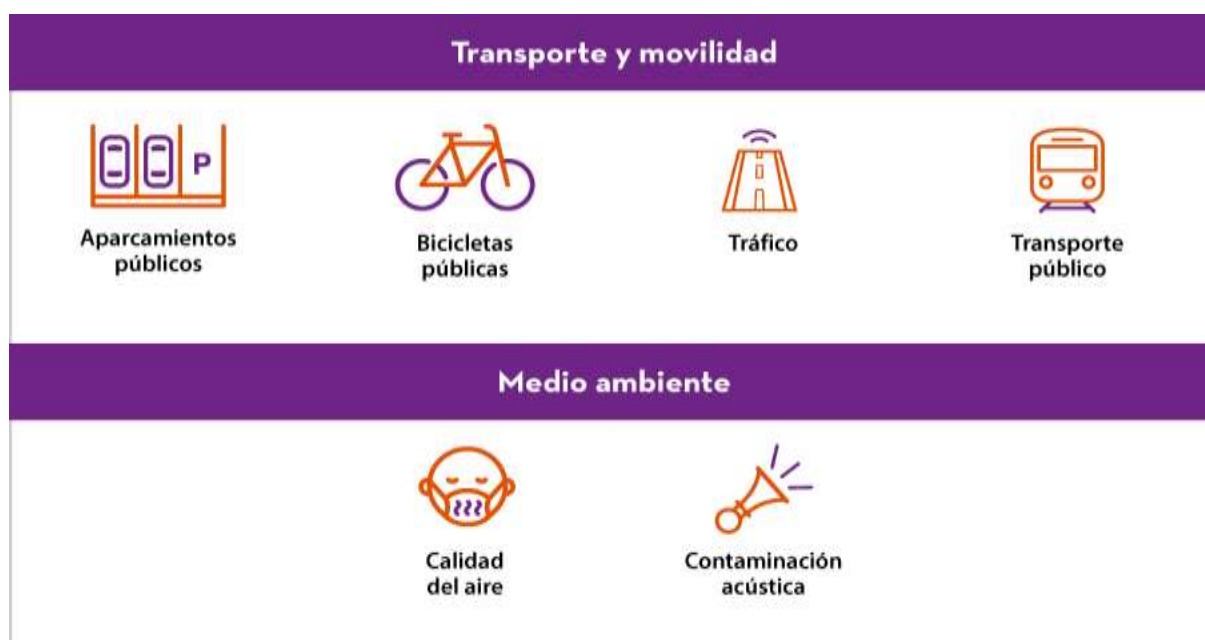 Transporte y movilidad
P
Aparcamientos
públicos
Bicicletas
públicas
Tráfico
Transporte
público
Medio ambiente
Calidad
del aire
Contaminación
acústica